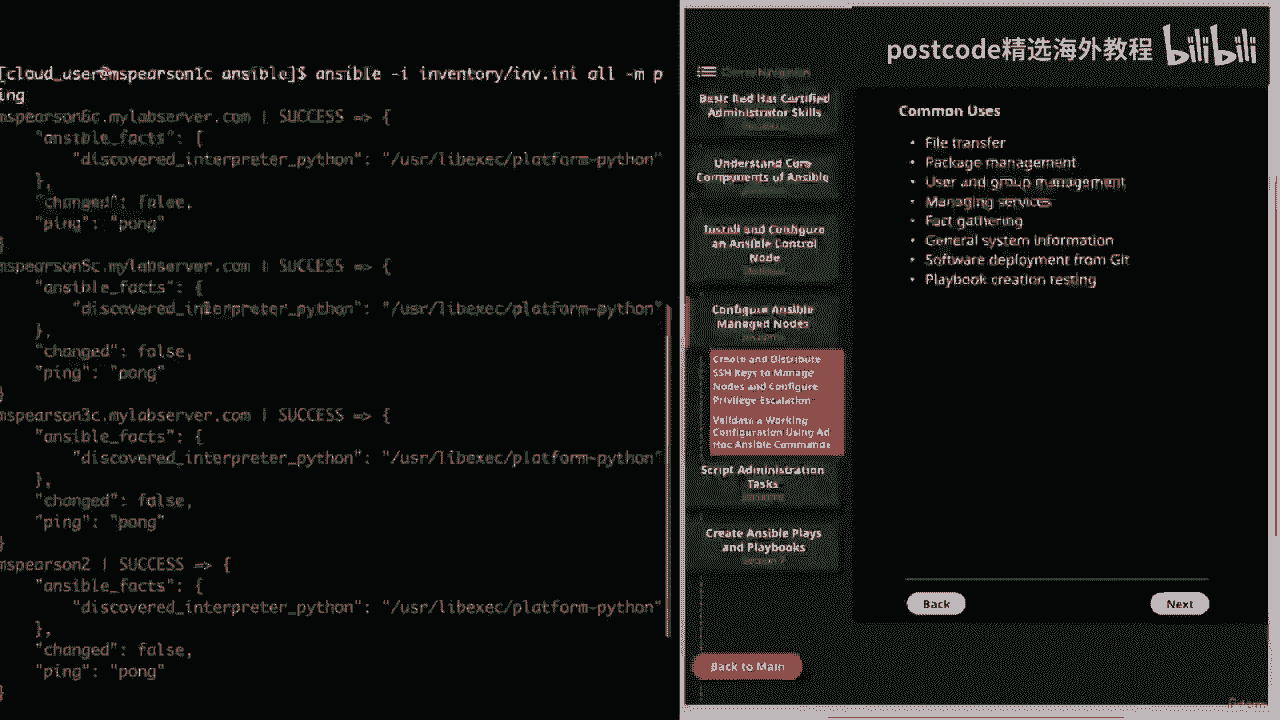 [cloud_user@mspearson1c ansible]$ ansible -i inventory/inv.ini all -m p
ing
mspearson6c.mylabserver.com | SUCCESS => {
"ansible_facts": {
"discovered_interpreter_python": "/usr/libexec/platform-python"
},
"changed": false,
"ping": "pong"
}
mspearson5c.mylabserver.com | SUCCESS => {
"ansible_facts": {
"discovered_interpreter_python": "/usr/libexec/platform-python"
},
"changed": false,
"ping": "pong"
}
mspearson3c.mylabserver.com | SUCCESS => {
"ansible_facts": {
"discovered_interpreter_python": "/usr/libexec/platform-python"
},
"changed": false,
"ping": "pong"
}
mspearson2 | SUCCESS => {
"ansible_facts": {
"discovered_interpreter_python": "/usr/libexec/platform-python"
},
"changed": false,
"ping": "pong"
}
postcode精选海外教程 bilibili
Course Navigation
Basic Red Hat Certified
Administrator Skills
Understand Core
Components of Ansible
Install and Configure
an Ansible Control
Node
Configure Ansible
Managed Nodes
Create and Distribute
SSH Keys to Manage
Nodes and Configure
Privilege Escalation
Validate a Working
Configuration Using Ad
Hoc Ansible Commands
Script Administration
Tasks
Create Ansible Plays
and Playbooks
Back to Main
Common Uses
• File transfer
• Package management
• User and group management
• Managing services
• Fact gathering
• General system information
• Software deployment from Git
• Playbook creation testing
Back
Next